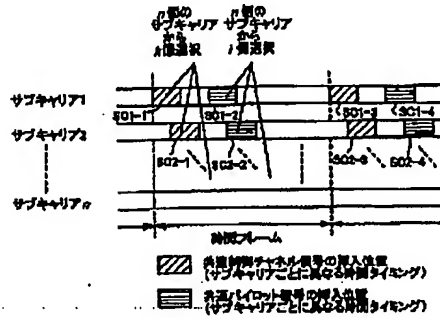 n個の n個の
サブキャリア サブキャリア
から から
1個選択 1個選択
サブキャリア1
SC1-1 SC1-2 SC1-3 SC1-4
サブキャリア2
SC2-1 SC2-2 SC2-3 SC2-4
サブキャリアn
時間フレーム
共通制御チャネル信号の挿入位置
(サブキャリアごとに異なる時間タイミング)
共通パイロット信号の挿入位置
(サブキャリアごとに異なる時間タイミング)